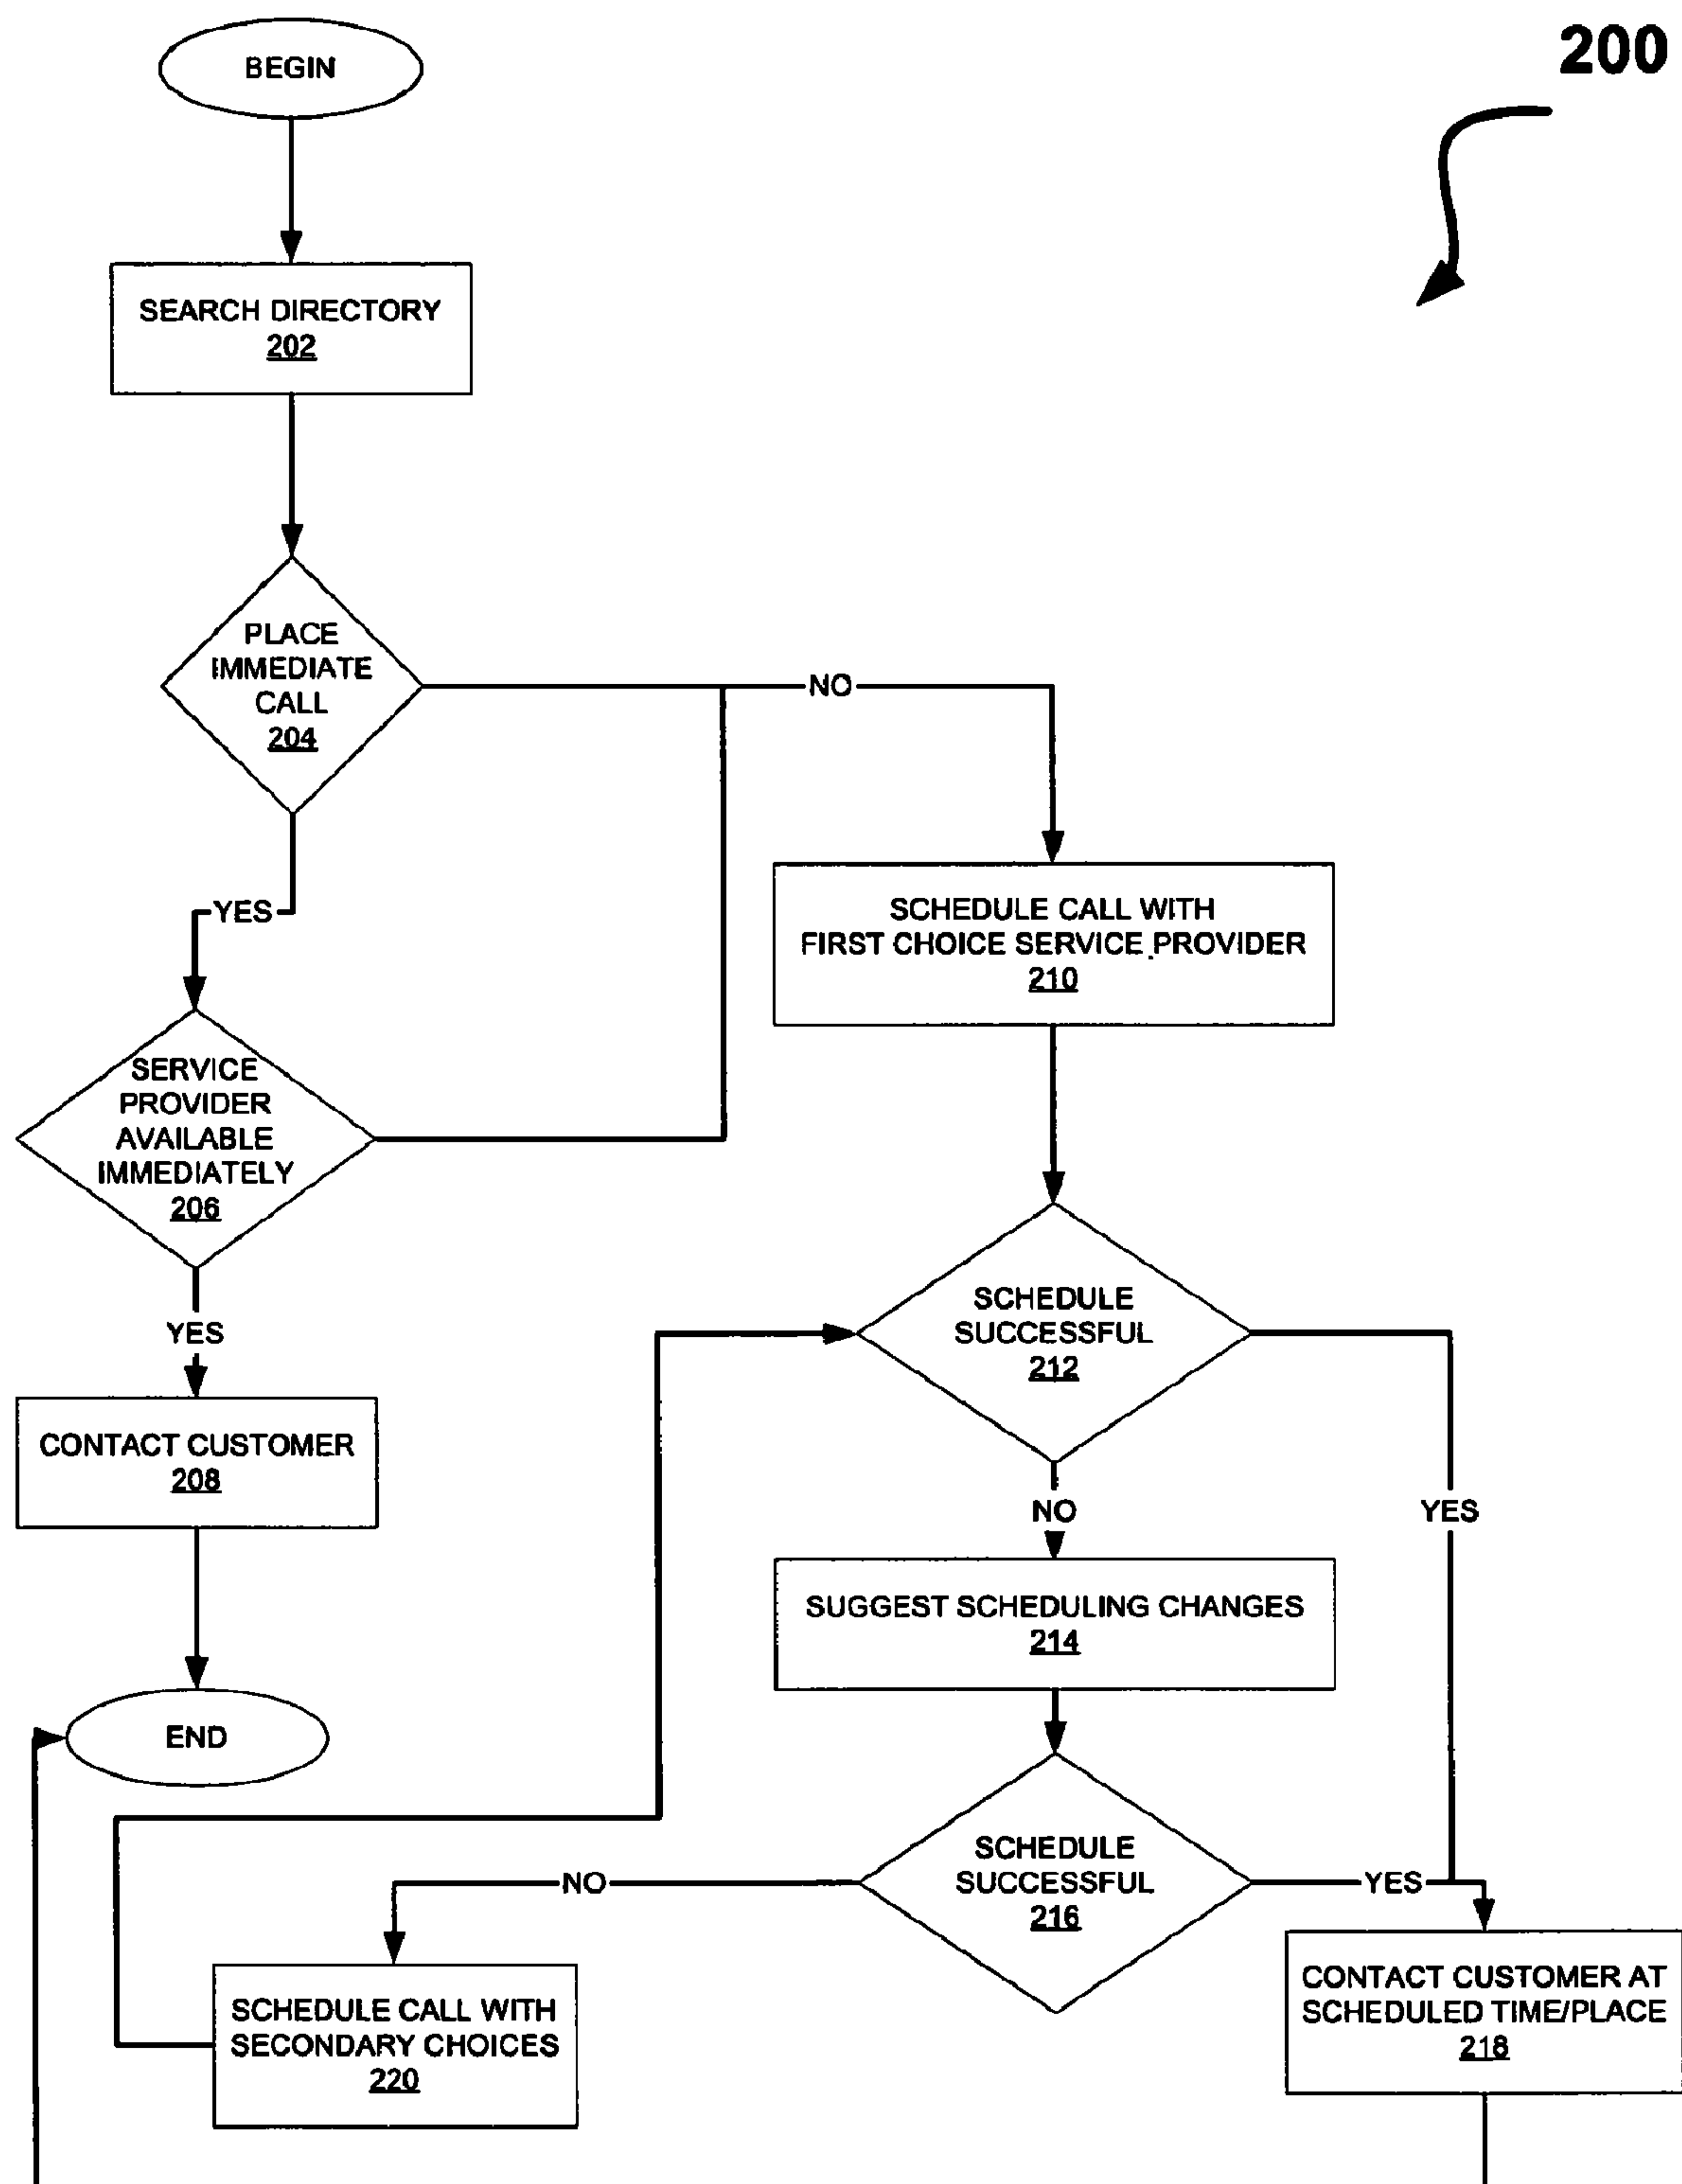 200
BEGIN
SEARCH DIRECTORY
202
PLACE
IMMEDIATE
CALL
204
NO
YES
SCHEDULE CALL WITH
FIRST CHOICE SERVICE PROVIDER
210
SERVICE
PROVIDER
AVAILABLE
IMMEDIATELY
206
YES
SCHEDULE
SUCCESSFUL
212
CONTACT CUSTOMER
208
NO
YES
SUGGEST SCHEDULING CHANGES
214
END
SCHEDULE
SUCCESSFUL
216
NO
YES
CONTACT CUSTOMER AT
SCHEDULED TIME/PLACE
218
SCHEDULE CALL WITH
SECONDARY CHOICES
220